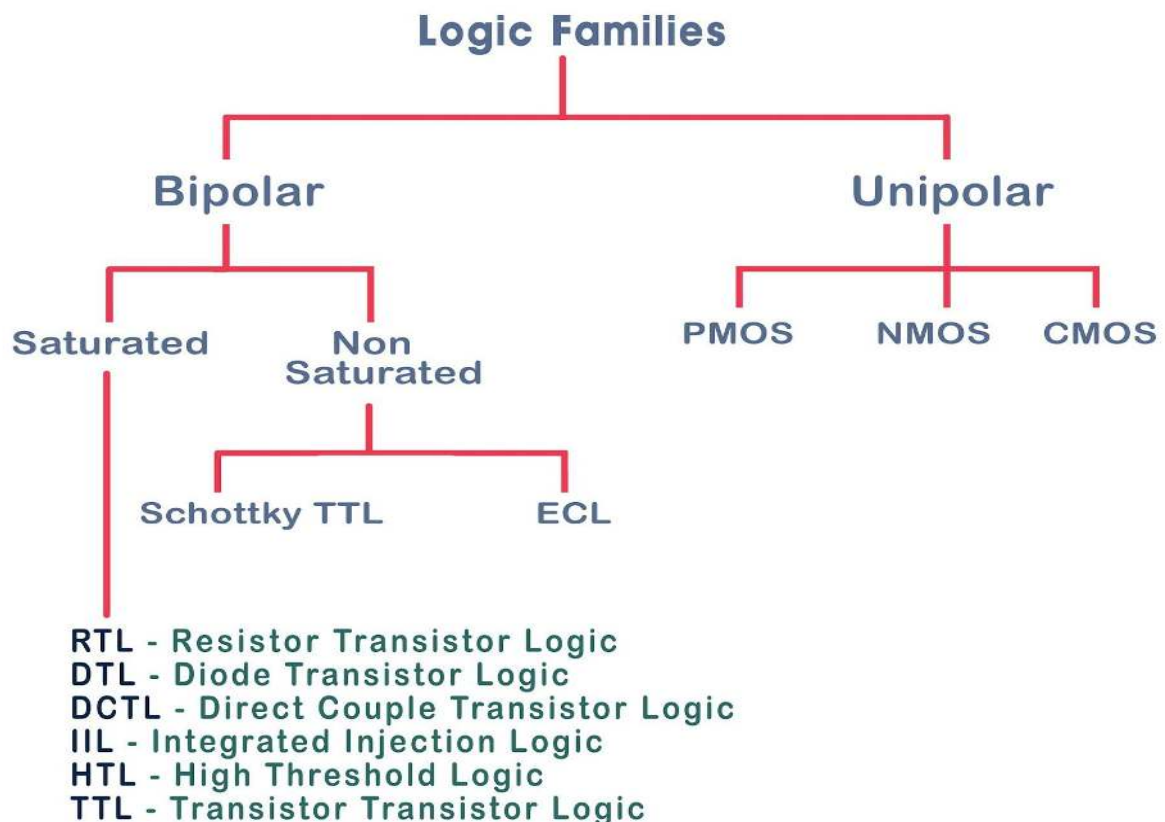 Logic Families
Bipolar
Unipolar
Saturated
Non
Saturated
PMOS
NMOS
CMOS
Schottky TTL
ECL
RTL - Resistor Transistor Logic
DTL - Diode Transistor Logic
DCTL - Direct Couple Transistor Logic
IIL - Integrated Injection Logic
HTL - High Threshold Logic
TTL - Transistor Transistor Logic